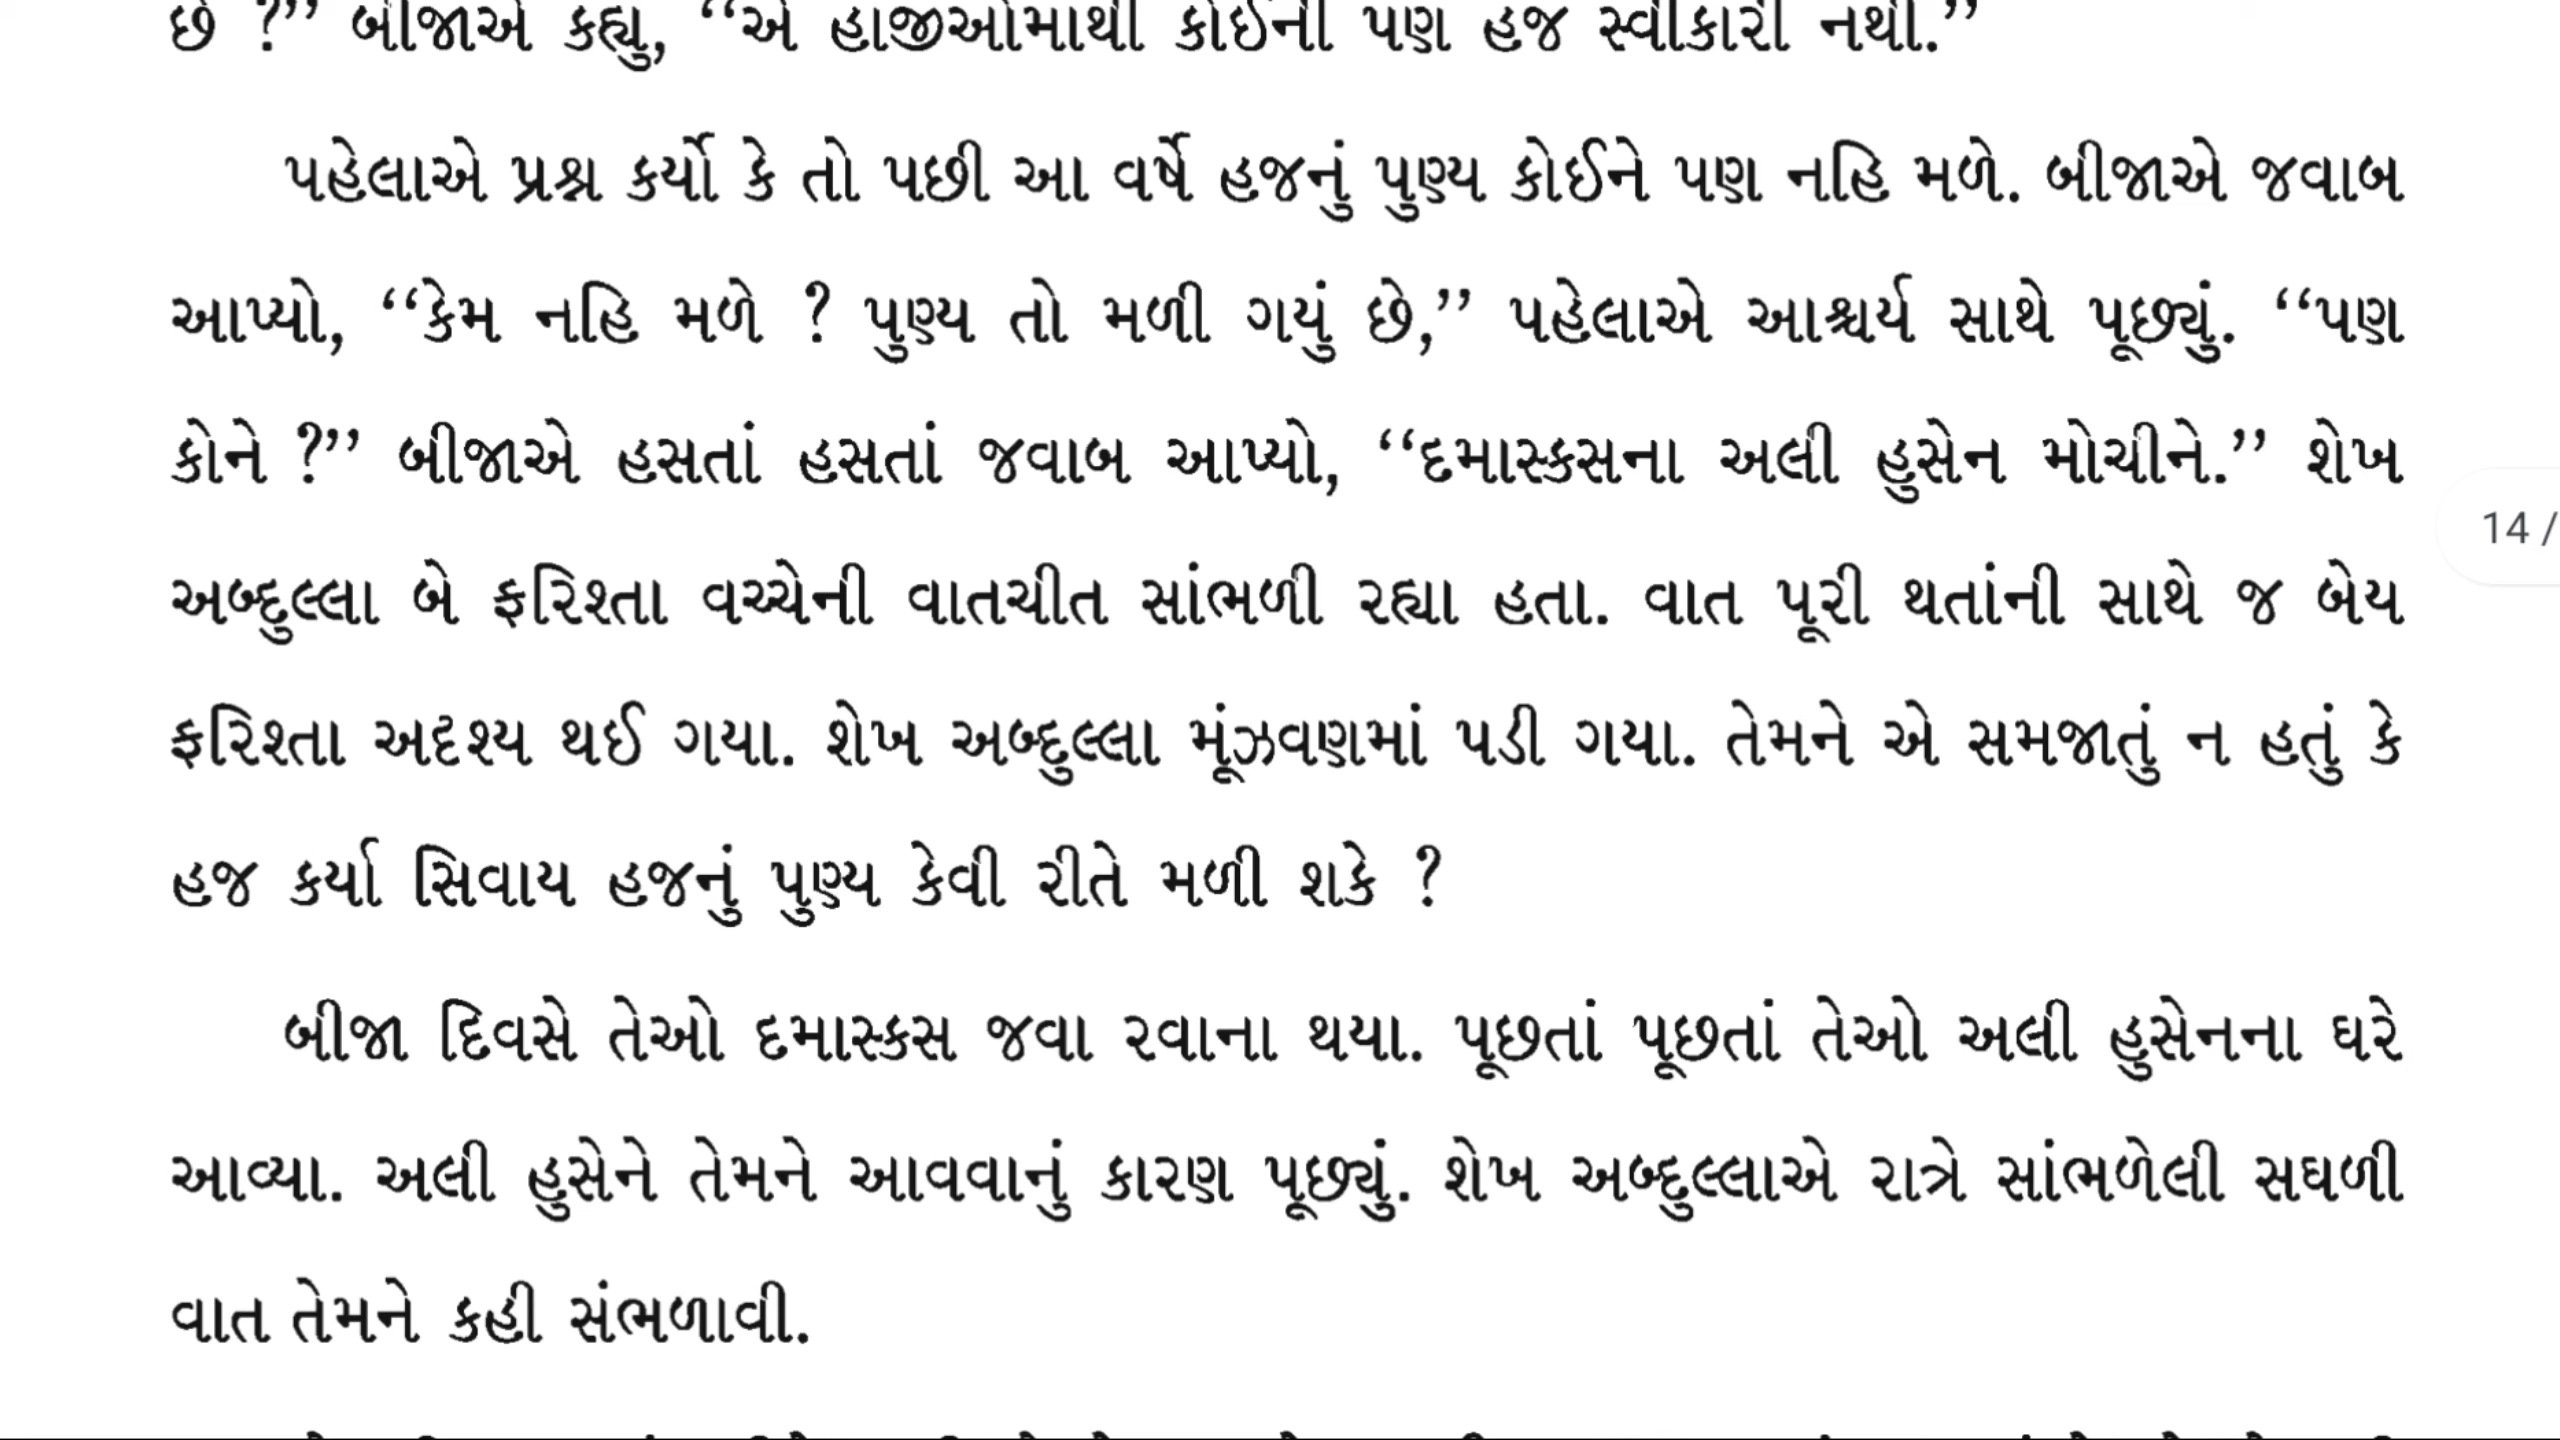 છે ?’’ બીજાએ કહ્યું, ‘‘એ હાજીઓમાંથી કોઈની પણ હજ સ્વીકારી નથી.’’
પહેલાએ પ્રશ્ન કર્યો કે તો પછી આ વર્ષે હજનું પુણ્ય કોઈને પણ નહિ મળે. બીજાએ જવાબ
આપ્યો, ‘‘કેમ નહિ મળે ? પુણ્ય તો મળી ગયું છે,’’ પહેલાએ આશ્ચર્ય સાથે પૂછ્યું. ‘‘પણ
કોને ?’’ બીજાએ હસતાં હસતાં જવાબ આપ્યો, ‘‘દમાસ્કસના અલી હુસેન મોચીને.’’ શેખ
અબ્દુલ્લા બે ફરિશ્તા વચ્ચેની વાતચીત સાંભળી રહ્યા હતા. વાત પૂરી થતાંની સાથે જ બેય
ફરિશ્તા અદૃશ્ય થઈ ગયા. શેખ અબ્દુલ્લા મૂંઝવણમાં પડી ગયા. તેમને એ સમજાતું ન હતું કે
હજ કર્યા સિવાય હજનું પુણ્ય કેવી રીતે મળી શકે ?
બીજા દિવસે તેઓ દમાસ્કસ જવા રવાના થયા. પૂછતાં પૂછતાં તેઓ અલી હુસેનના ઘરે
આવ્યા. અલી હુસેને તેમને આવવાનું કારણ પૂછ્યું. શેખ અબ્દુલ્લાએ રાત્રે સાંભળેલી સઘળી
વાત તેમને કહી સંભળાવી.
14 /